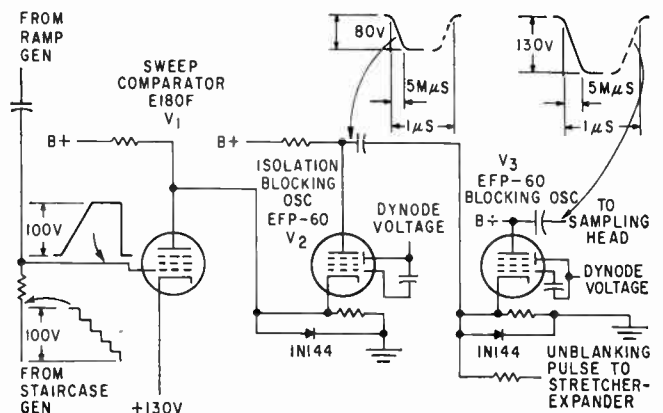 FROM
RAMP
GEN
SWEEP
COMPARATOR
E180F
V1
B+
100V
100V
FROM
STAIRCASE
GEN
+130V
B+
80V
5MμS
1μS
ISOLATION
BLOCKING
OSC
EFP-60
V2
DYNODE
VOLTAGE
1N144
130V
5MμS
1μS
V3
EFP-60
BLOCKING OSC
B+
TO
SAMPLING
HEAD
DYNODE
VOLTAGE
1N144
UNBLANKING
PULSE TO
STRETCHER-
EXPANDER